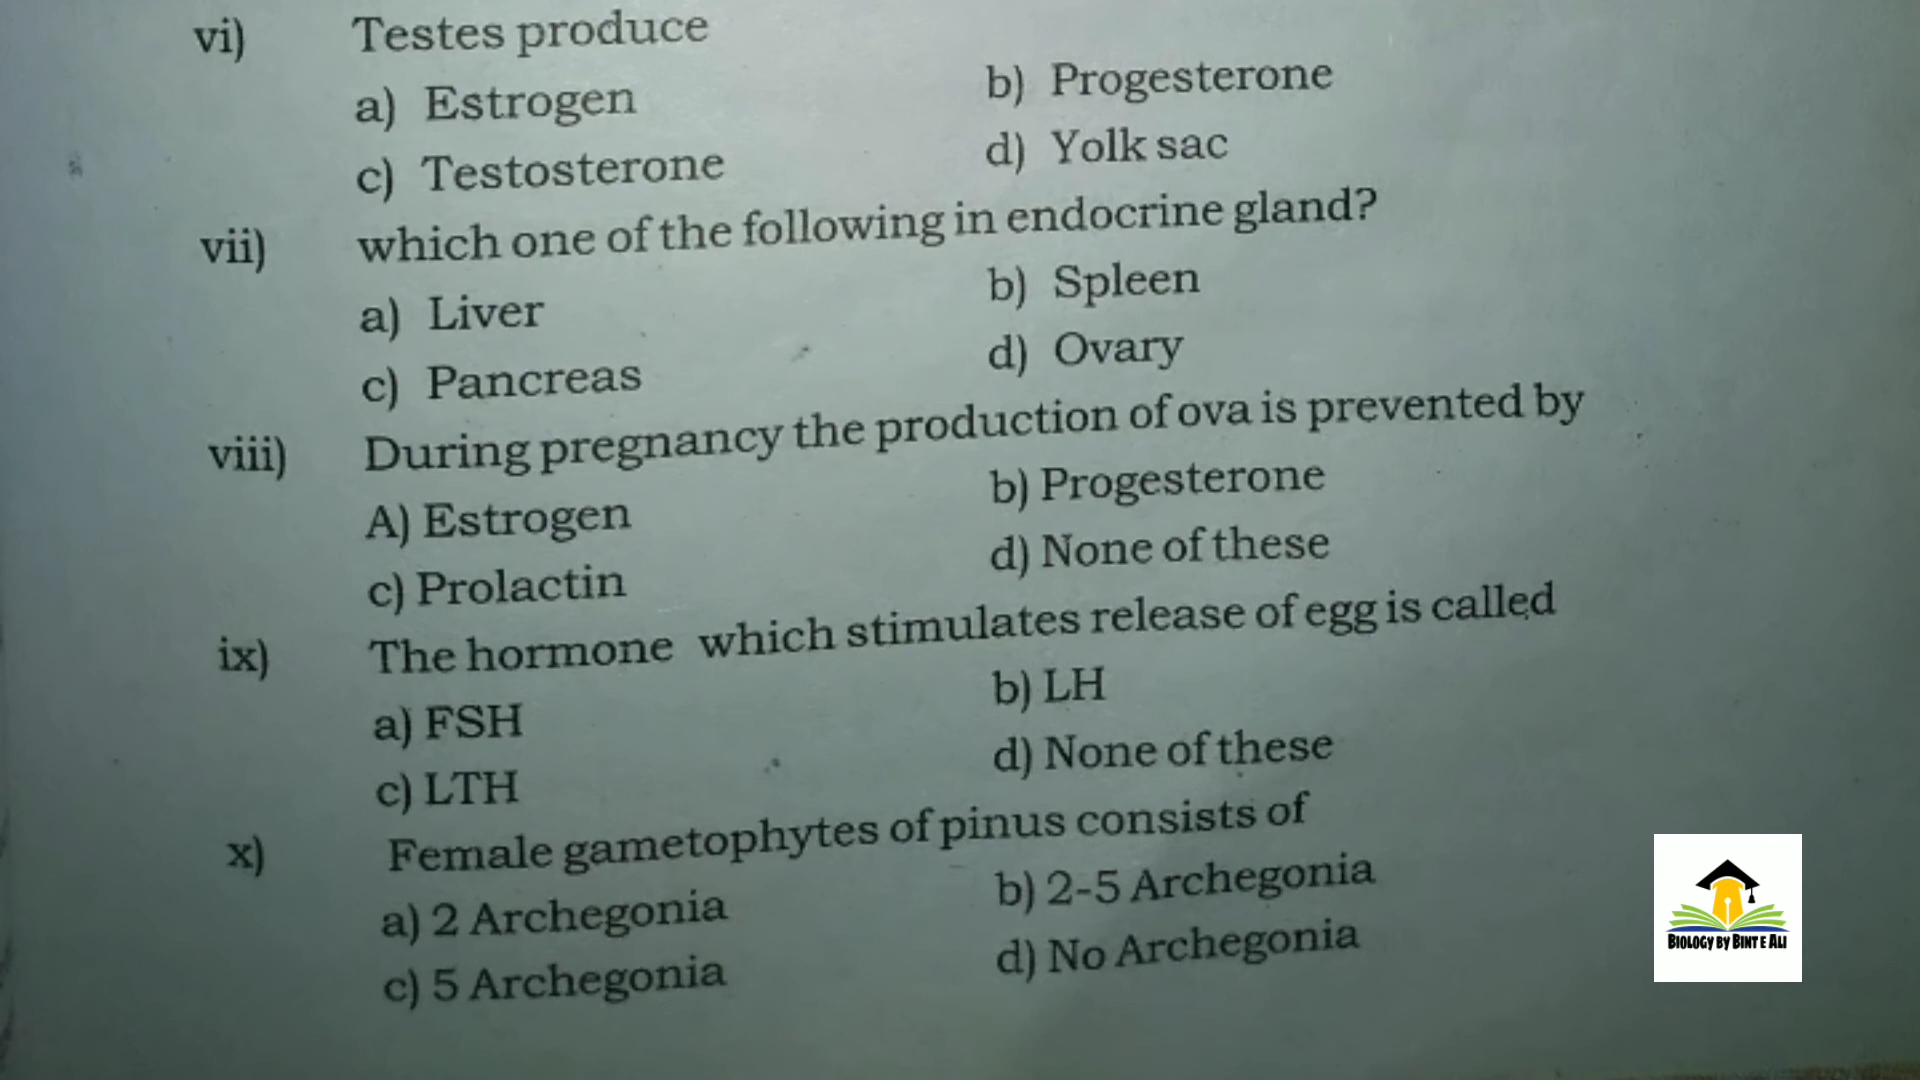 vi) Testes produce
a) Estrogen b) Progesterone
c) Testosterone d) Yolk sac
vii) which one of the following in endocrine gland?
a) Liver b) Spleen
c) Pancreas d) Ovary
viii) During pregnancy the production of ova is prevented by
A) Estrogen b) Progesterone
c) Prolactin d) None of these
ix) The hormone which stimulates release of egg is called
a) FSH b) LH
c) LTH d) None of these
x) Female gametophytes of pinus consists of
a) 2 Archegonia b) 2-5 Archegonia
c) 5 Archegonia d) No Archegonia
BIOLOGY BY BINT E ALI